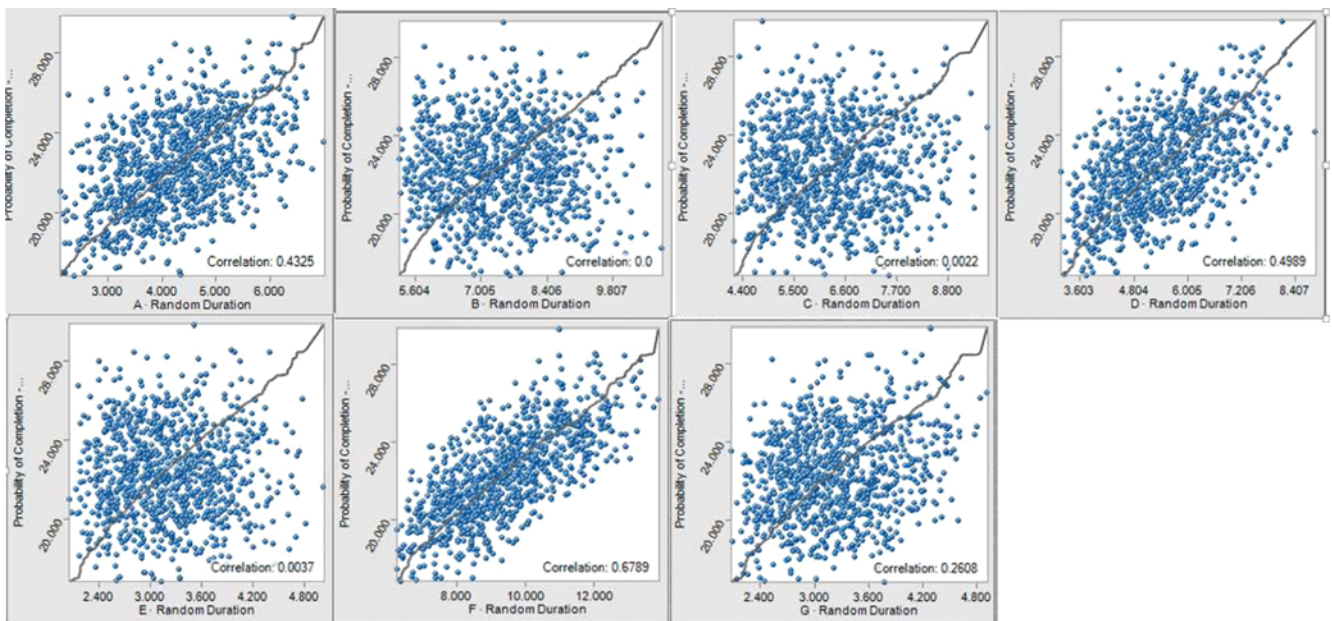 Probability of Completion -...
28.000
24.000
20.000
Correlation: 0.4325
3.000 4.000 5.000 6.000
A - Random Duration
Probability of Completion -...
28.000
24.000
20.000
Correlation: 0.0
5.604 7.005 8.406 9.807
B - Random Duration
Probability of Completion -...
28.000
24.000
20.000
Correlation: 0.0022
4.400 5.500 6.600 7.700 8.800
C - Random Duration
Probability of Completion -...
28.000
24.000
20.000
Correlation: 0.4989
3.603 4.804 6.005 7.206 8.407
D - Random Duration
Probability of Completion -...
28.000
24.000
20.000
Correlation: 0.0037
2.400 3.000 3.600 4.200 4.800
E - Random Duration
Probability of Completion -...
28.000
24.000
20.000
Correlation: 0.6789
8.000 10.000 12.000
F - Random Duration
Probability of Completion -...
28.000
24.000
20.000
Correlation: 0.2608
2.400 3.000 3.600 4.200 4.800
G - Random Duration